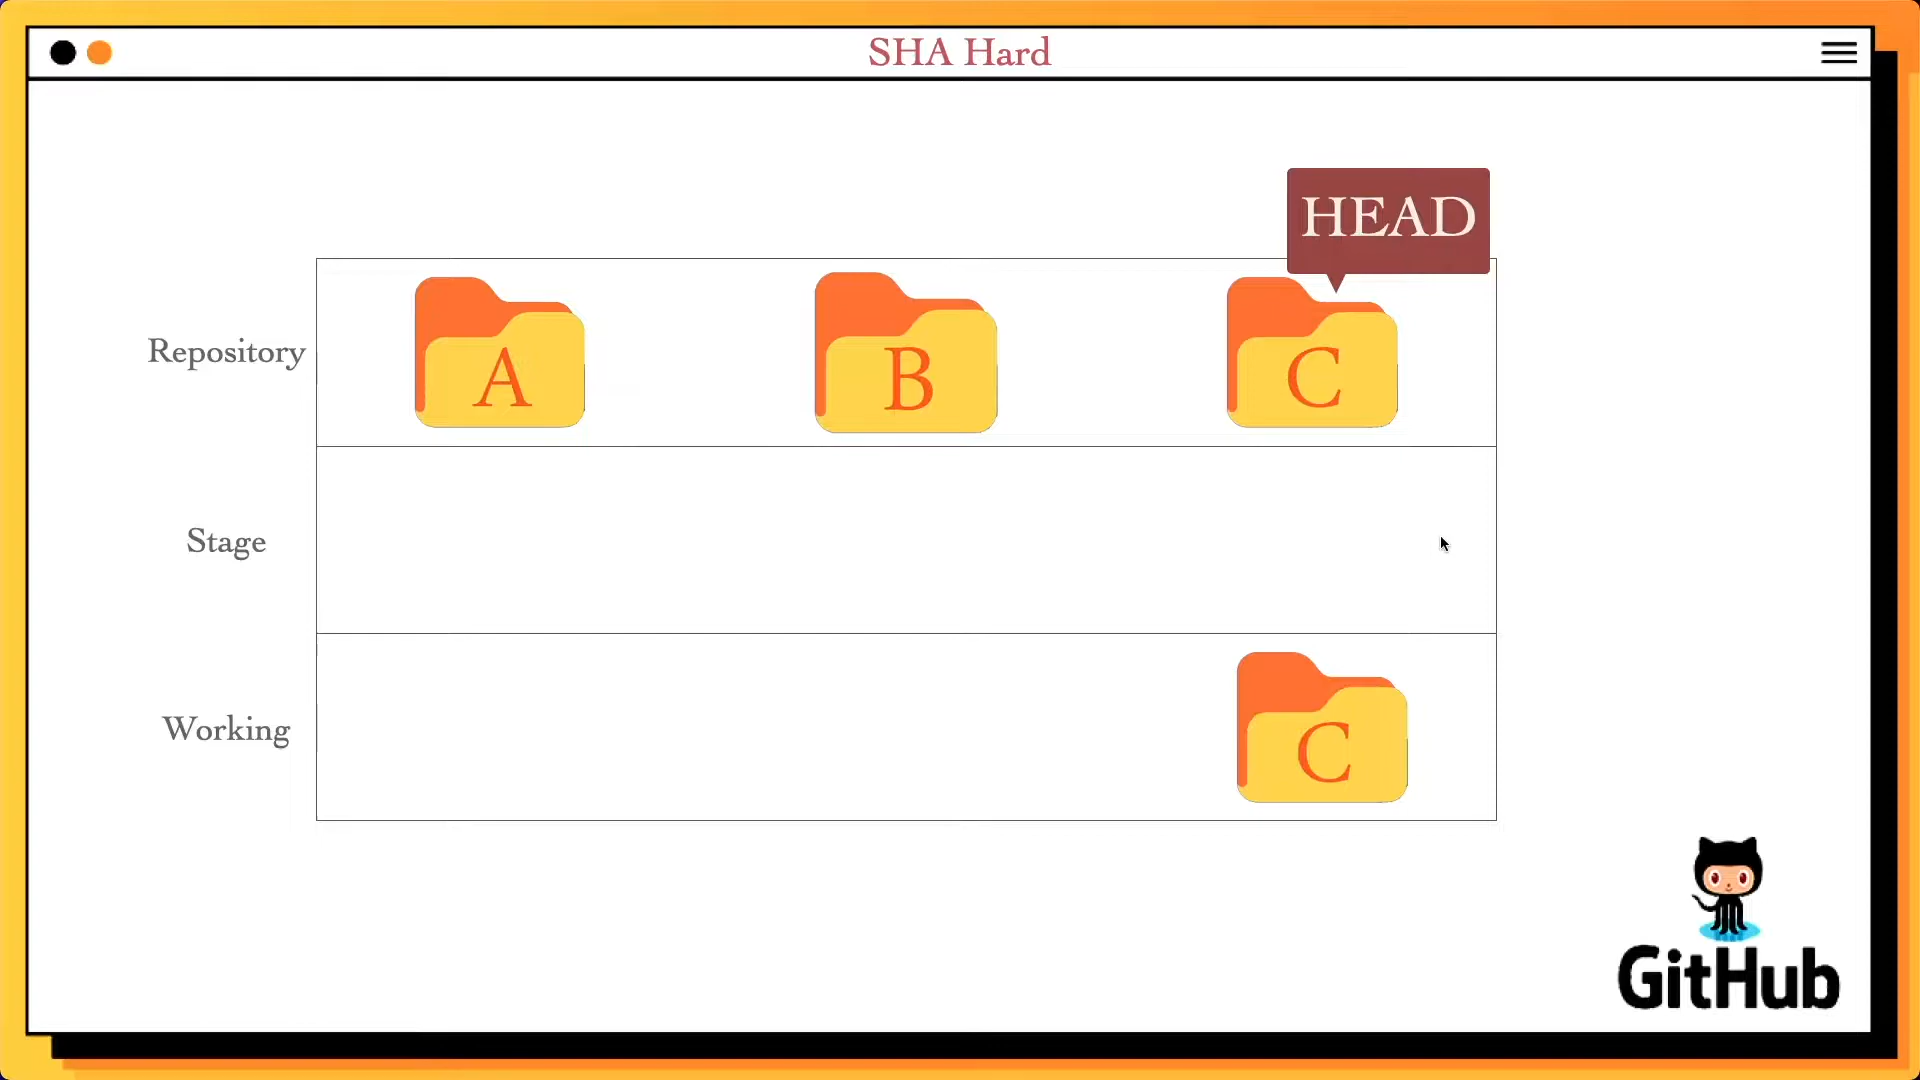 SHA Hard
HEAD
Repository
A
B
C
Stage
Working
C
GitHub